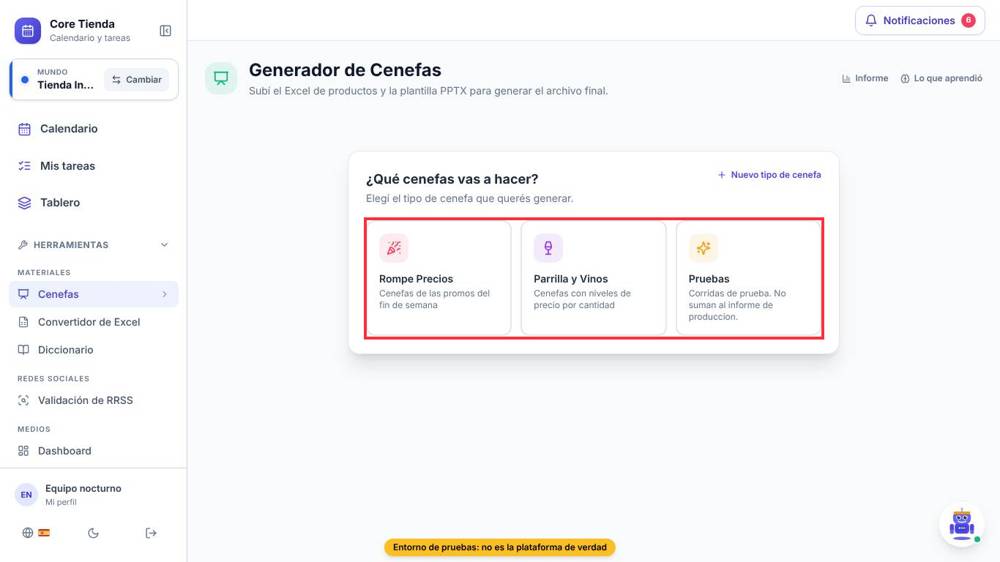 Core Tienda
Calendario y tareas
MUNDO
Tienda In...
Cambiar
Calendario
Mis tareas
Tablero
HERRAMIENTAS
MATERIALES
Cenefas
Convertidor de Excel
Diccionario
REDES SOCIALES
Validación de RRSS
MEDIOS
Dashboard
EN
Equipo nocturno
Mi perfil
Notificaciones 6
Generador de Cenefas
Subí el Excel de productos y la plantilla PPTX para generar el archivo final.
Informe
Lo que aprendió
¿Qué cenefas vas a hacer?
Elegí el tipo de cenefa que querés generar.
Nuevo tipo de cenefa
Rompe Precios
Cenefas de las promos del
fin de semana
Parrilla y Vinos
Cenefas con niveles de
precio por cantidad
Pruebas
Corridas de prueba. No
suman al informe de
produccion.
Entorno de pruebas: no es la plataforma de verdad